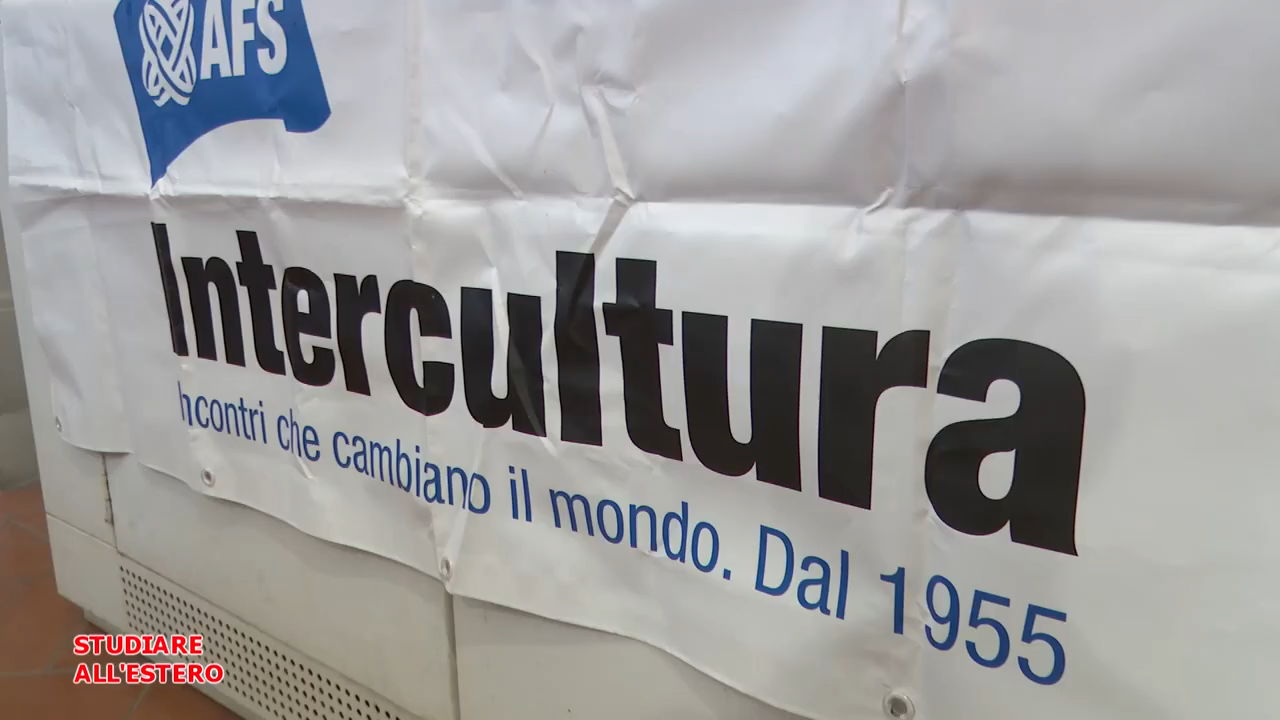 AFS
Intercultura
Incontri che cambiano il mondo. Dal 1955
STUDIARE
ALL'ESTERO